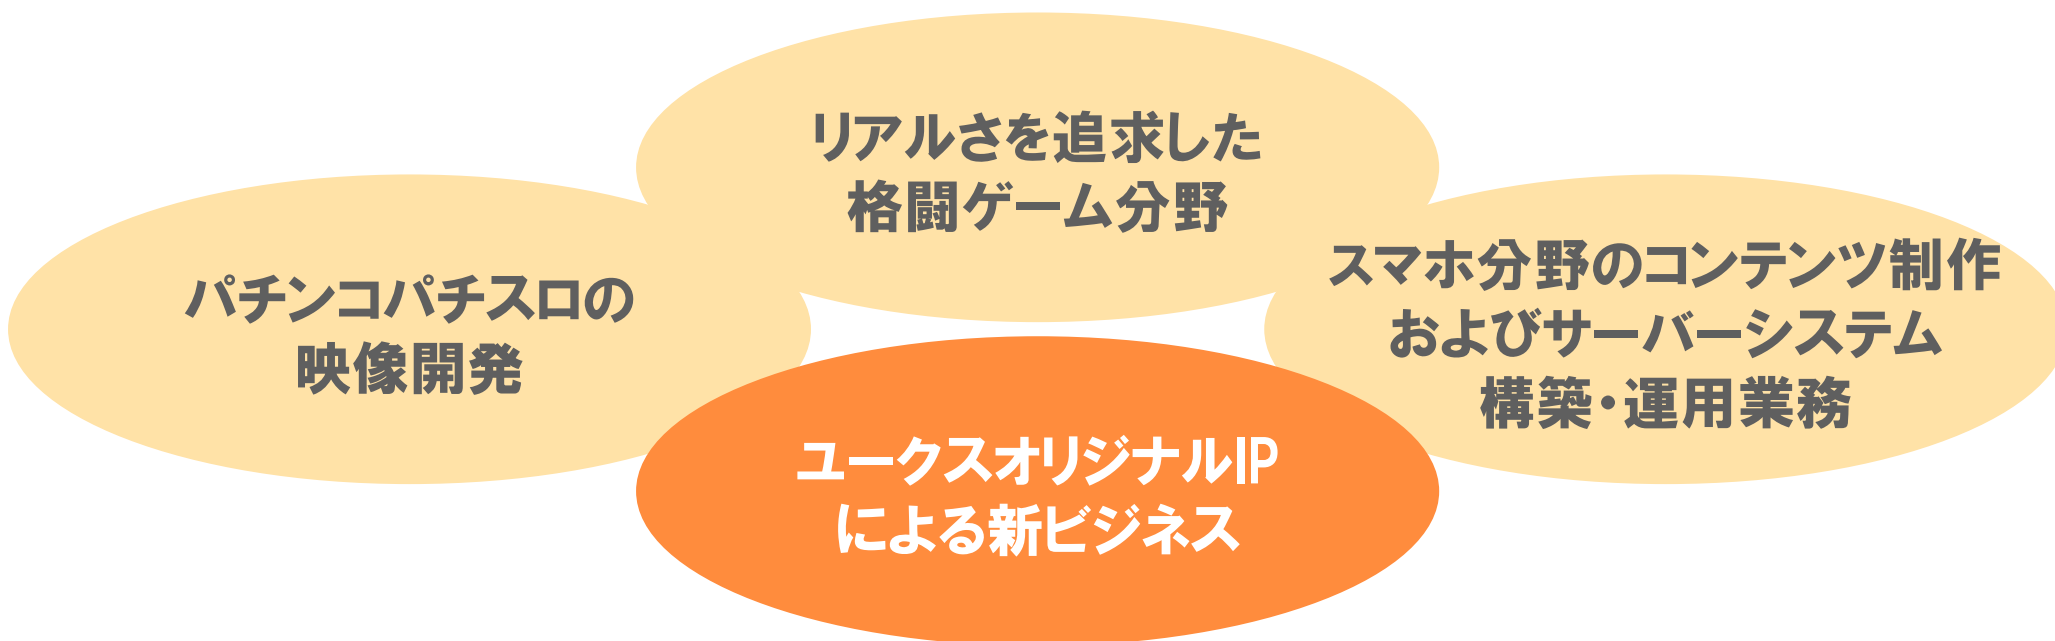 リアルさを追求した
格闘ゲーム分野
パチンコパチスロの
映像開発
スマホ分野のコンテンツ制作
およびサーバーシステム
構築・運用業務
ユークスオリジナルIP
による新ビジネス